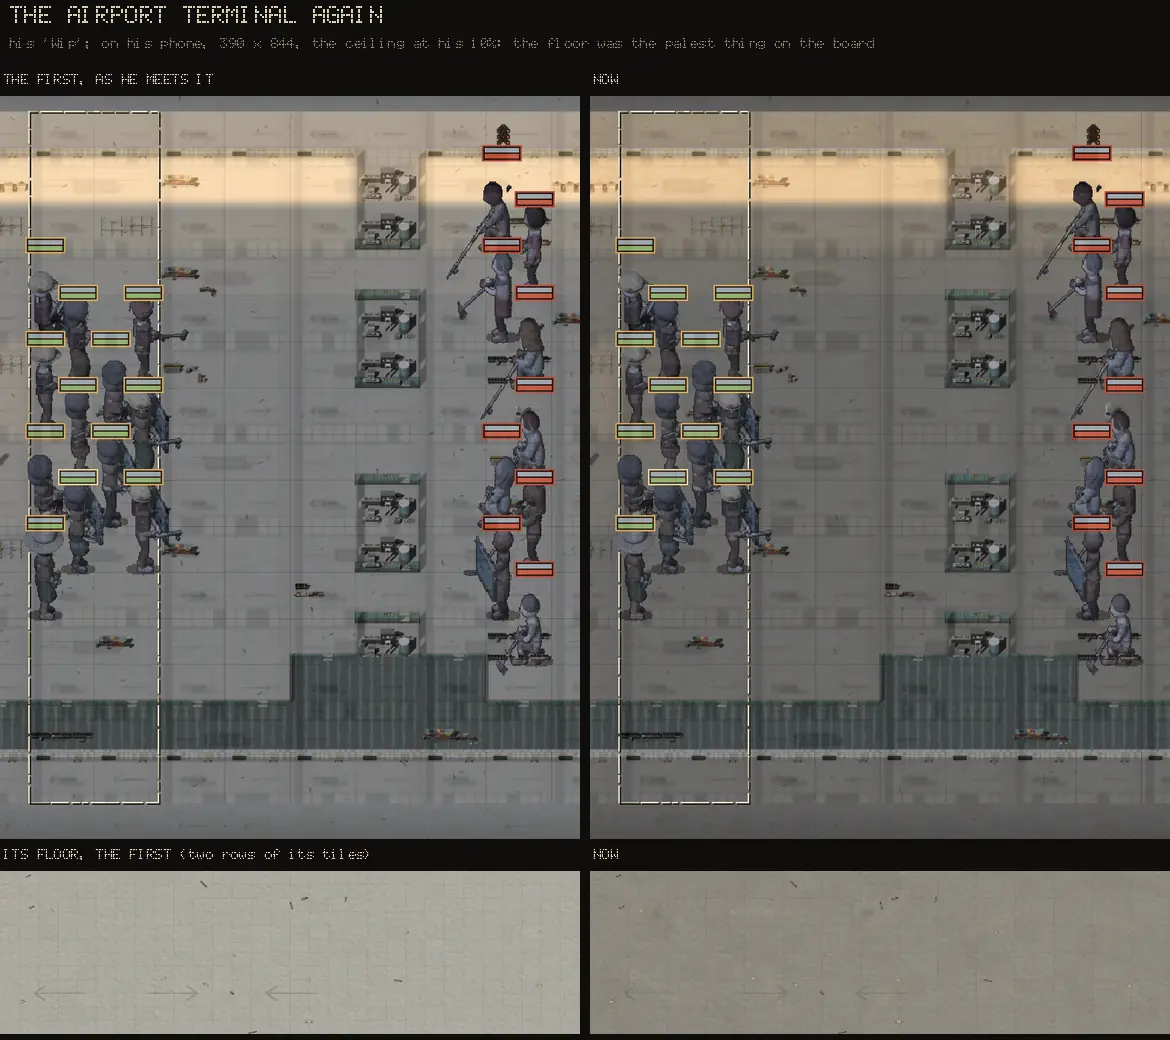 THE AIRPORT TERMINAL AGAIN
his 'Wip': on his phone, 390 x 844, the ceiling at his 10%: the floor was the palest thing on the board
THE FIRST, AS HE MEETS IT
NOW
ITS FLOOR, THE FIRST (two rows of its tiles)
NOW